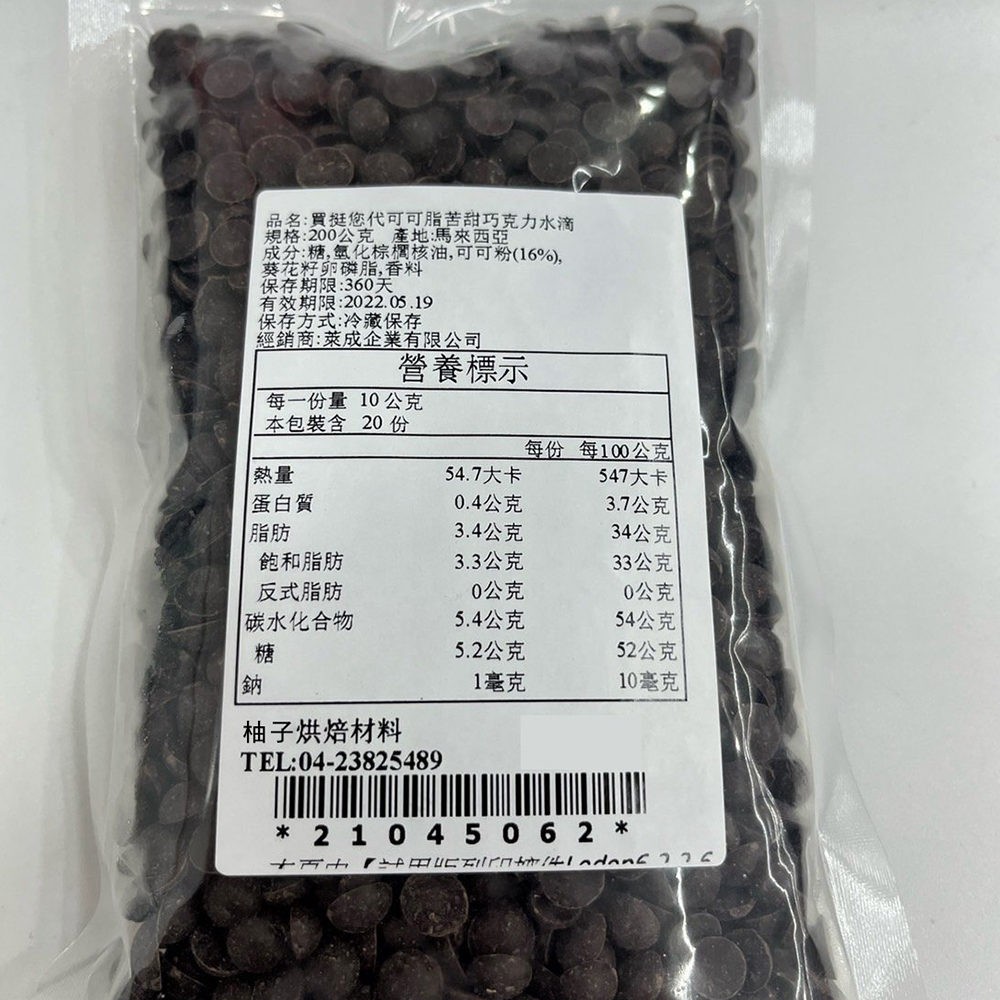 品名:買挺您代可可脂苦甜巧克力水滴
規格:200公克 產地:馬來西亞
成分:糖,氫化棕櫚核油,可可粉(16%),
葵花籽卵磷脂,香料
保存期限:360天
有效期限:2022.05.19
保存方式:冷藏保存
經銷商:萊成企業有限公司
營養標示
每一份量 10公克
本包裝含 20 份
每份 每100公克
熱量 54.7大卡 547大卡
蛋白質 0.4公克 3.7公克
脂肪 3.4公克 34公克
飽和脂肪 3.3公克 33公克
反式脂肪 0公克 0公克
碳水化合物 5.4公克 54公克
糖 5.2公克 52公克
鈉 1毫克 10毫克
柚子烘焙材料
TEL:04-23825489
*21045062*